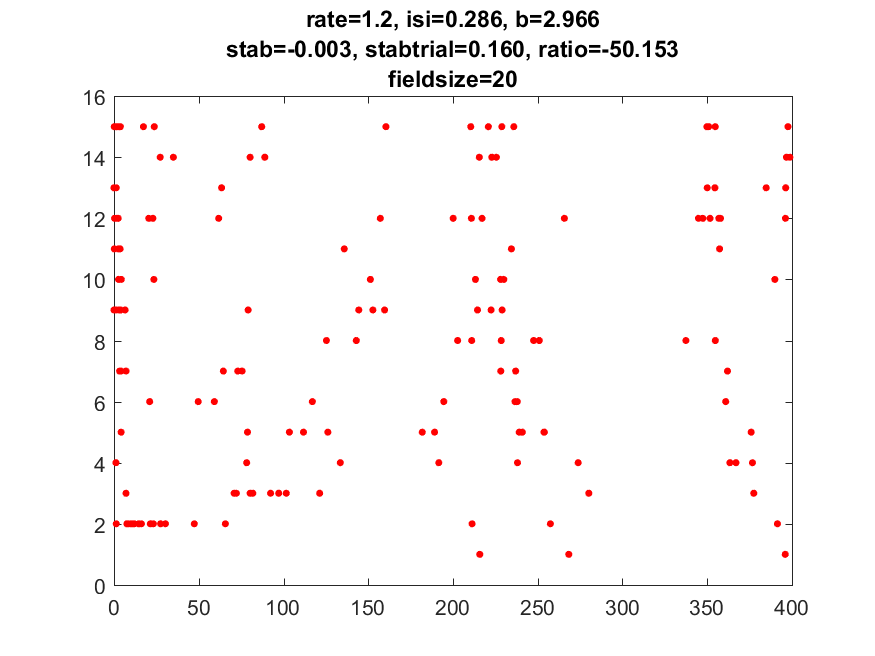 rate=1.2, isi=0.286, b=2.966
stab=-0.003, stabtrial=0.160, ratio=-50.153
fieldsize=20
16
14
12
10
8
6
4
2
0
0 50 100 150 200 250 300 350 400